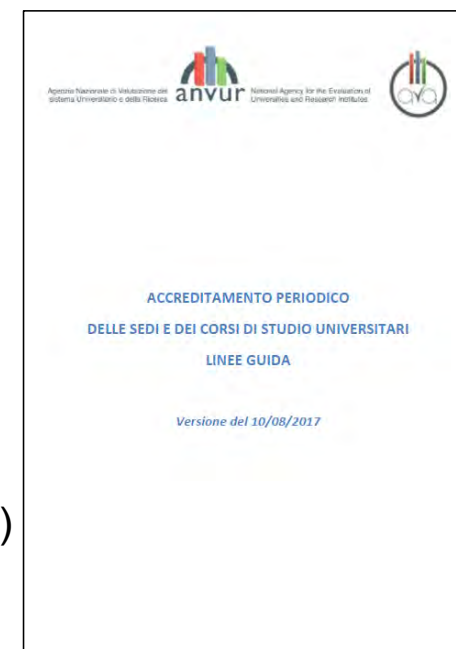 Agenzia Nazionale di Valutazione del
sistema Universitario e della Ricerca
anvur
National Agency for the Evaluation of
Universities and Research Institutes
ava
ACCREDITAMENTO PERIODICO
DELLE SEDI E DEI CORSI DI STUDIO UNIVERSITARI
LINEE GUIDA
Versione del 10/08/2017
)